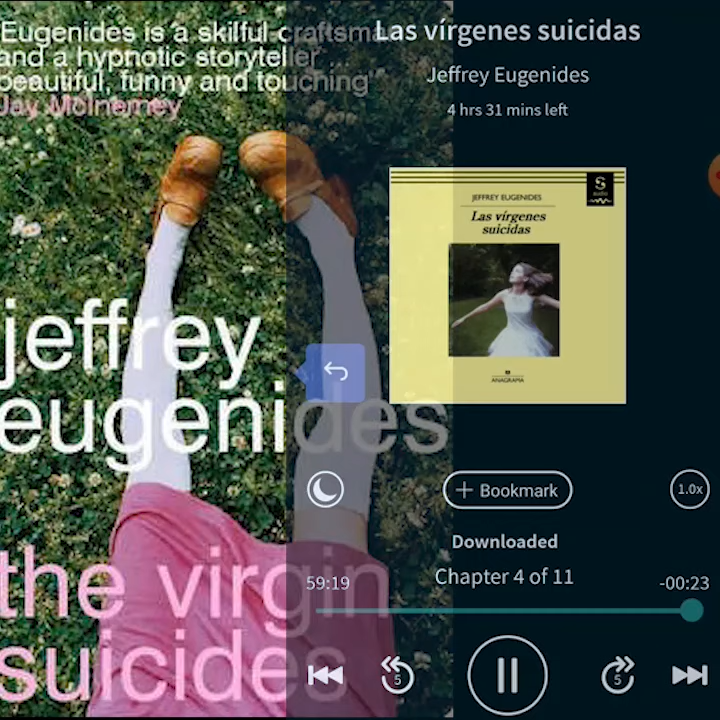 Eugenides is a skilful craftsma
and a hypnotic storyteller ...
beautiful, funny and touching'
Jay McInerney
jeffrey
eugenides
the virgin
suicides
Las vírgenes suicidas
Jeffrey Eugenides
4 hrs 31 mins left
S
audio
JEFFREY EUGENIDES
Las vírgenes
suicidas
ANAGRAMA
+ Bookmark
1.0x
Downloaded
59:19
Chapter 4 of 11
-00:23
5
5